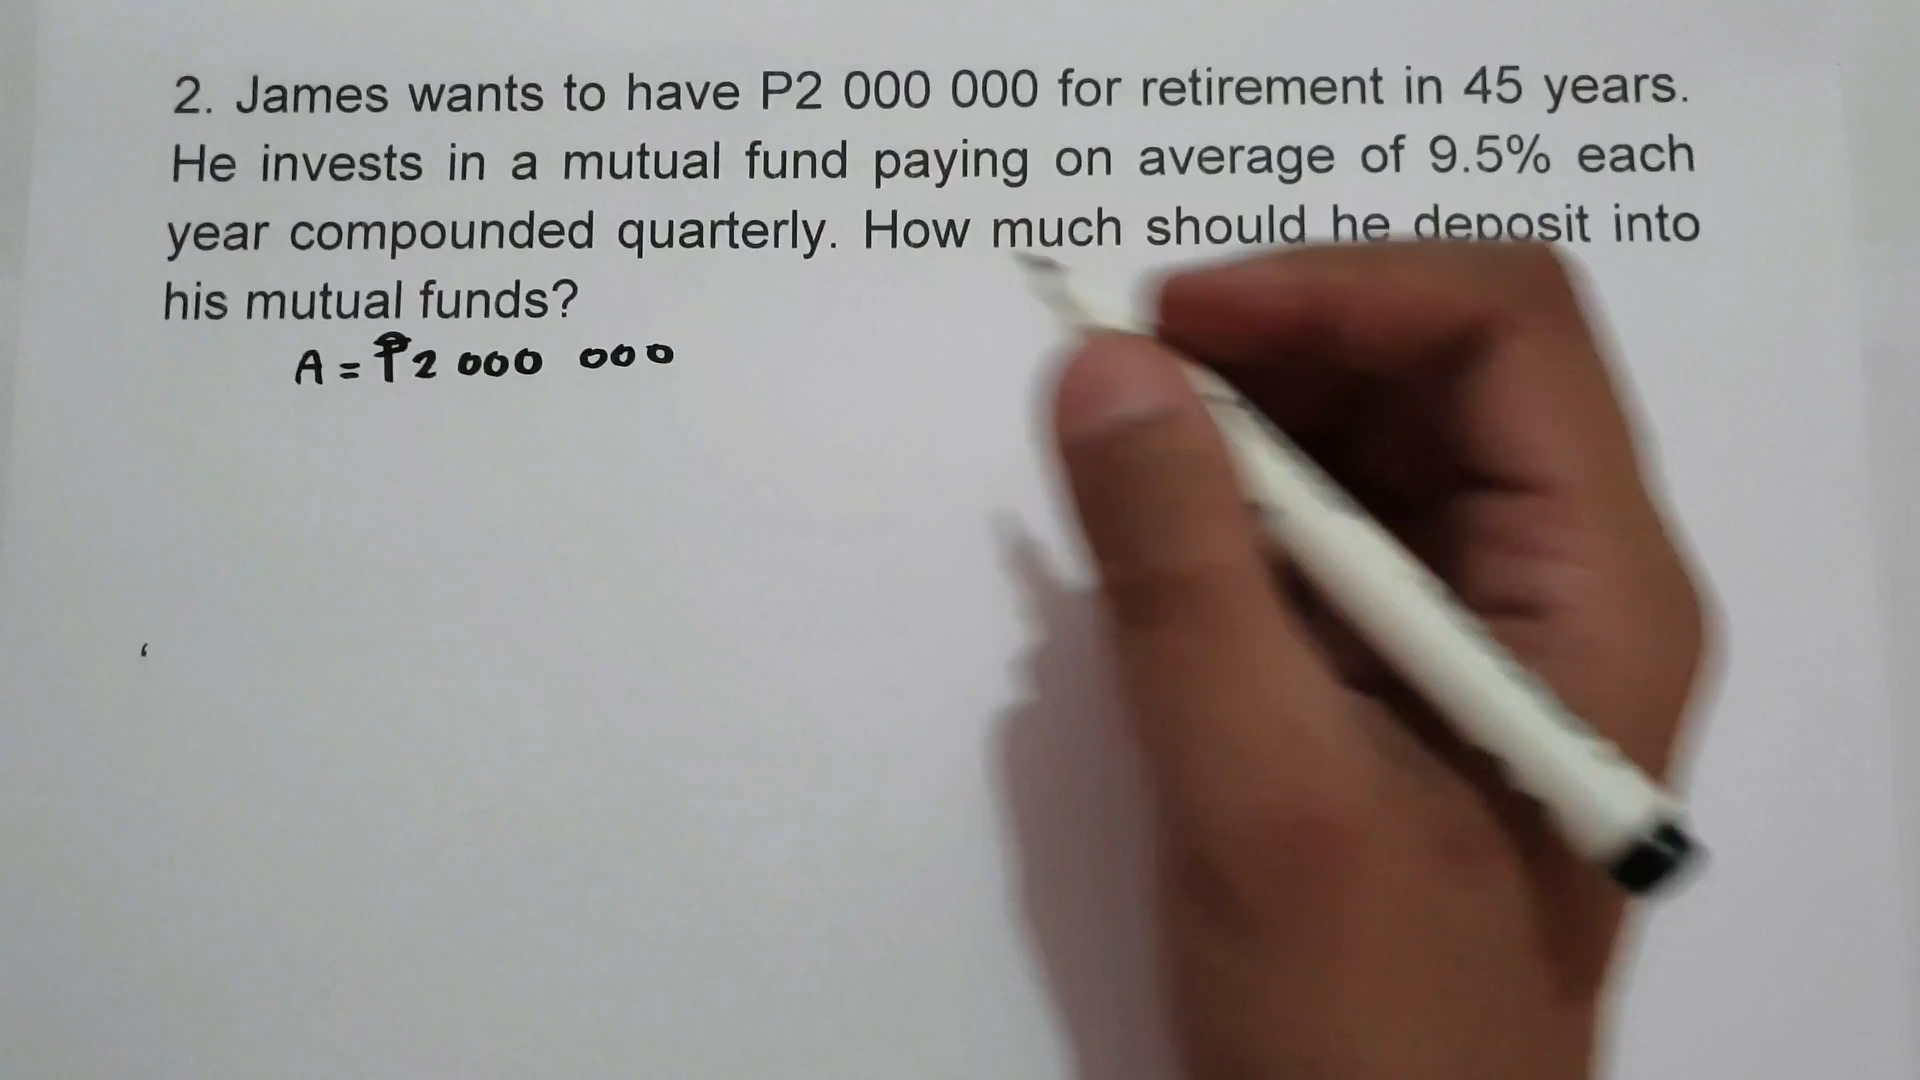 2. James wants to have P2 000 000 for retirement in 45 years.
He invests in a mutual fund paying on average of 9.5% each
year compounded quarterly. How much should he deposit into
his mutual funds?
A = ₱2 000 000